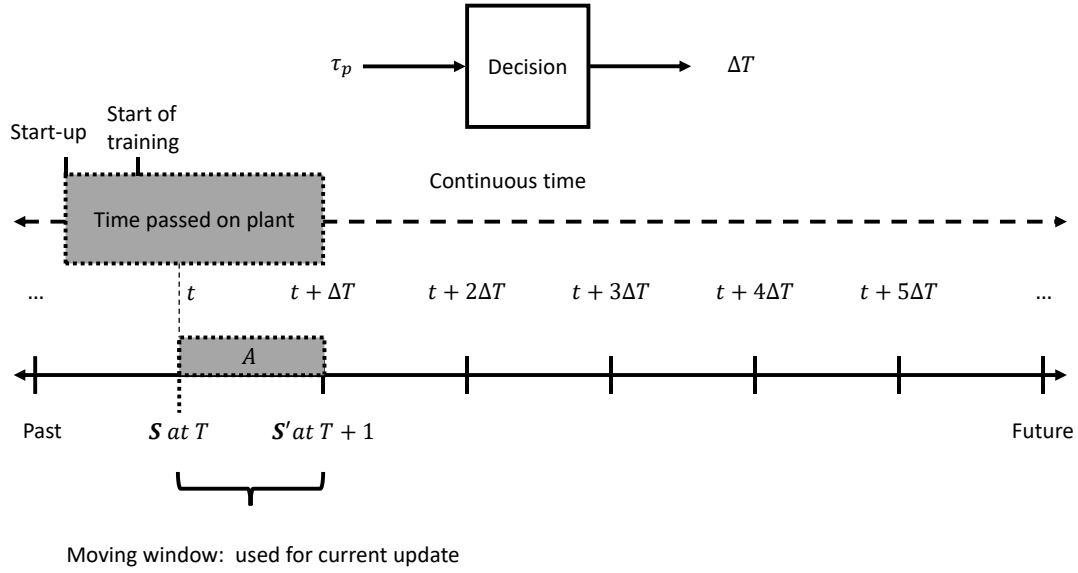 τ_p
Decision
ΔT
Start-up
Start of
training
Continuous time
Time passed on plant
...
t
t + ΔT
t + 2ΔT
t + 3ΔT
t + 4ΔT
t + 5ΔT
...
A
Past
S at T
S′ at T + 1
Future
Moving window: used for current update